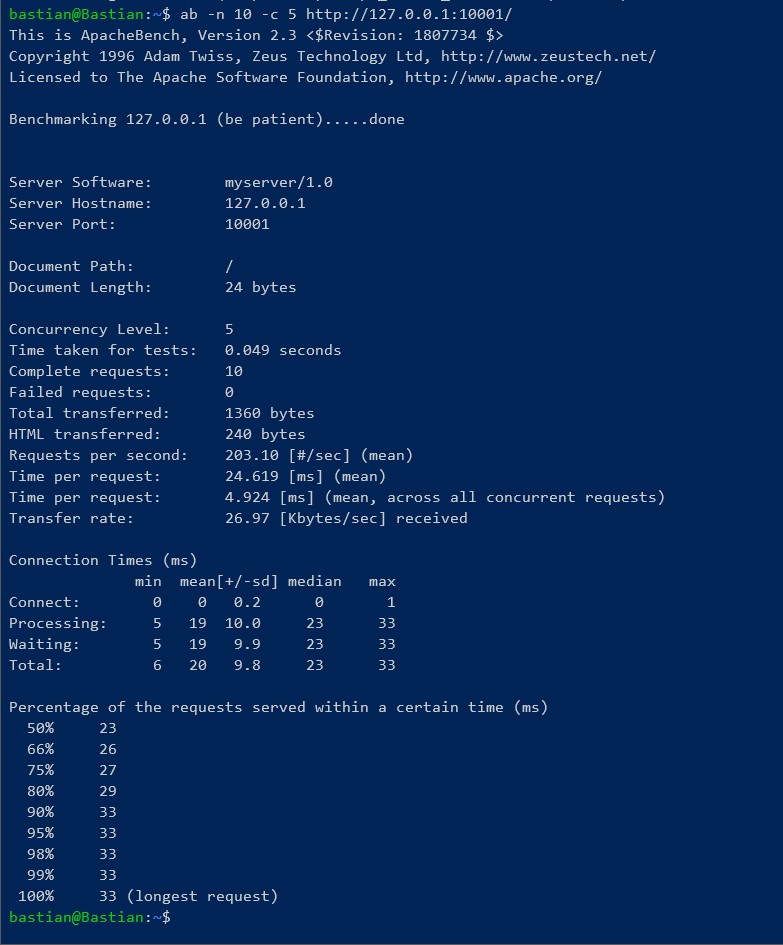 bastian@Bastian:~$ ab -n 10 -c 5 http://127.0.0.1:10001/
This is ApacheBench, Version 2.3 <$Revision: 1807734 $>
Copyright 1996 Adam Twiss, Zeus Technology Ltd, http://www.zeustech.net/
Licensed to The Apache Software Foundation, http://www.apache.org/

Benchmarking 127.0.0.1 (be patient).....done


Server Software:        myserver/1.0
Server Hostname:        127.0.0.1
Server Port:            10001

Document Path:          /
Document Length:        24 bytes

Concurrency Level:      5
Time taken for tests:   0.049 seconds
Complete requests:      10
Failed requests:        0
Total transferred:      1360 bytes
HTML transferred:       240 bytes
Requests per second:    203.10 [#/sec] (mean)
Time per request:       24.619 [ms] (mean)
Time per request:       4.924 [ms] (mean, across all concurrent requests)
Transfer rate:          26.97 [Kbytes/sec] received

Connection Times (ms)
              min  mean[+/-sd] median   max
Connect:        0    0   0.2      0       1
Processing:     5   19  10.0     23      33
Waiting:        5   19   9.9     23      33
Total:          6   20   9.8     23      33

Percentage of the requests served within a certain time (ms)
  50%     23
  66%     26
  75%     27
  80%     29
  90%     33
  95%     33
  98%     33
  99%     33
 100%     33 (longest request)
bastian@Bastian:~$